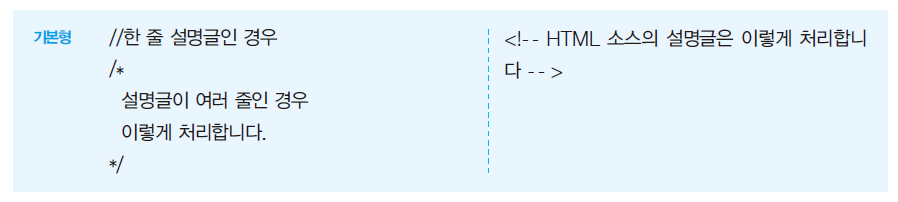 기본형
//한 줄 설명글인 경우
/*
설명글이 여러 줄인 경우
이렇게 처리합니다.
*/
<!-- HTML 소스의 설명글은 이렇게 처리합니
다 -- >